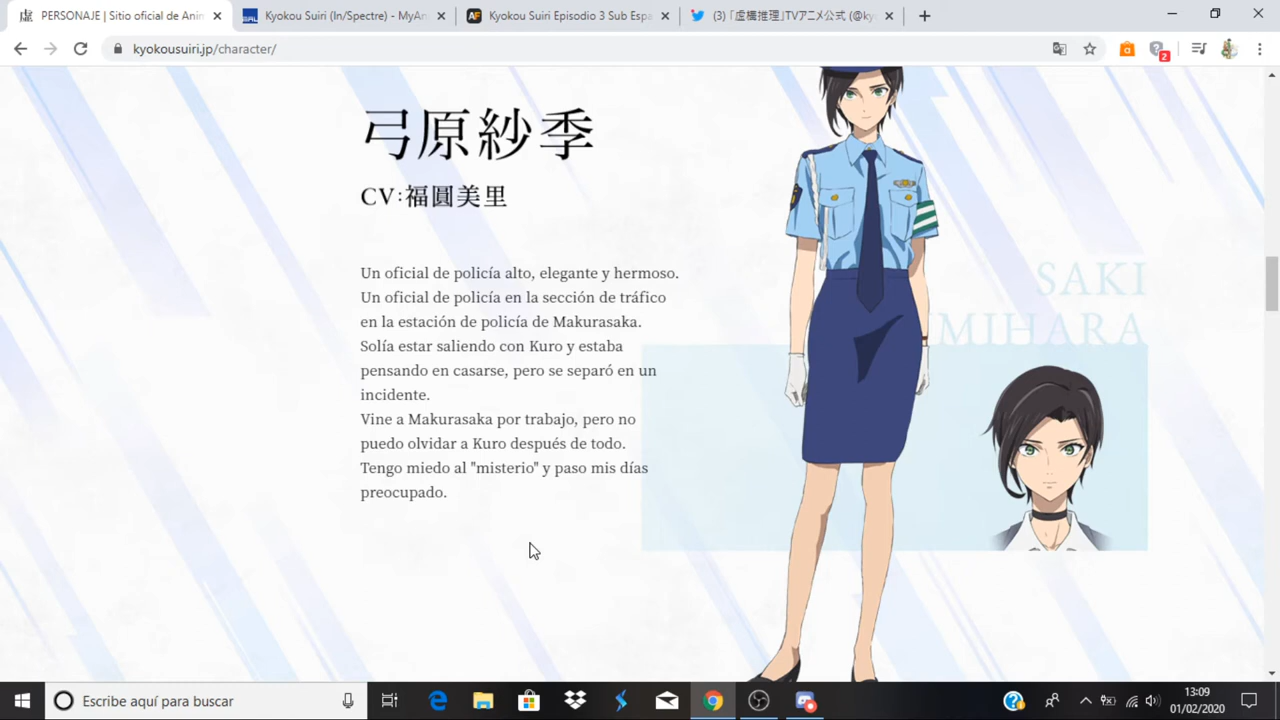 PERSONAJE | Sitio oficial de Anim
Kyokou Suiri (In/Spectre) - MyAn
Kyokou Suiri Episodio 3 Sub Espa
(3) 「虚構推理」TVアニメ公式 (@kyo
kyokousuiri.jp/character/
2
弓原紗季
CV:福圓美里
Un oficial de policía alto, elegante y hermoso.
Un oficial de policía en la sección de tráfico
en la estación de policía de Makurasaka.
Solía estar saliendo con Kuro y estaba
pensando en casarse, pero se separó en un
incidente.
Vine a Makurasaka por trabajo, pero no
puedo olvidar a Kuro después de todo.
Tengo miedo al "misterio" y paso mis días
preocupado.
SAKI
MIHARA
Escribe aquí para buscar
13:09
01/02/2020